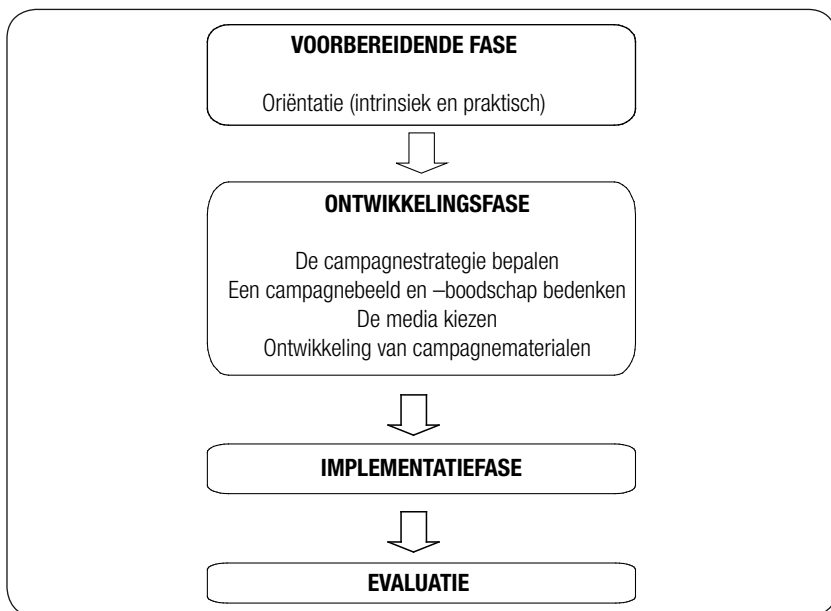 VOORBEREIDENDE FASE
Oriëntatie (intrinsiek en praktisch)
ONTWIKKELINGSFASE
De campagnestrategie bepalen
Een campagnebeeld en –boodschap bedenken
De media kiezen
Ontwikkeling van campagnematerialen
IMPLEMENTATIEFASE
EVALUATIE